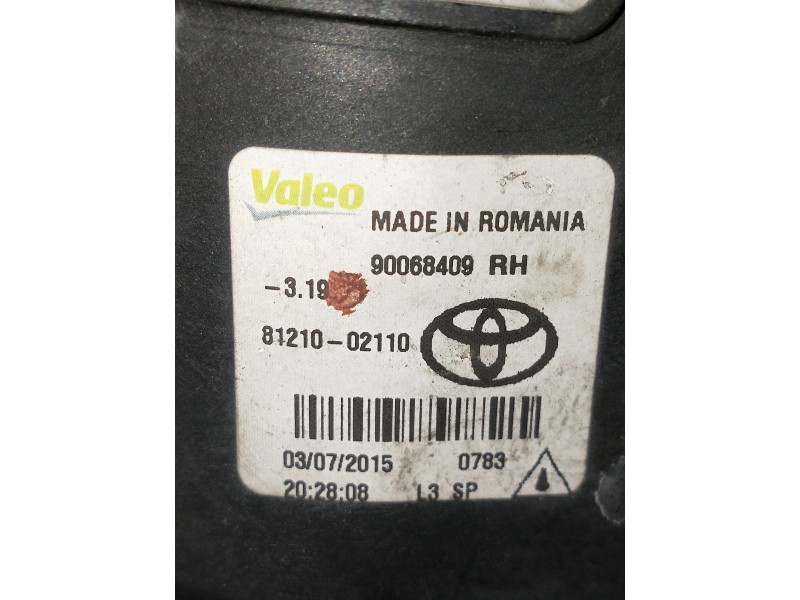 Valeo
MADE IN ROMANIA
90068409 RH
-3.19
81210-02110
03/07/2015 0783
20:28:08 L3 SP